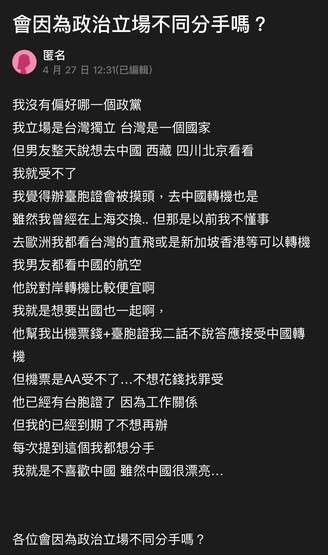 會因為政治立場不同分手嗎？
匿名
4 月 27 日 12:31(已編輯)
我沒有偏好哪一個政黨
我立場是台灣獨立 台灣是一個國家
但男友整天說想去中國 西藏 四川北京看看
我就受不了
我覺得辦臺胞證會被摸頭，去中國轉機也是
雖然我曾經在上海交換.. 但那是以前我不懂事
去歐洲我都看台灣的直飛或是新加坡香港等可以轉機
我男友都看中國的航空
他說對岸轉機比較便宜啊
我就是想要出國也一起啊，
他幫我出機票錢+臺胞證我二話不說答應接受中國轉
機
但機票是AA受不了...不想花錢找罪受
他已經有台胞證了 因為工作關係
但我的已經到期了不想再辦
每次提到這個我都想分手
我就是不喜歡中國 雖然中國很漂亮...
各位會因為政治立場不同分手嗎？